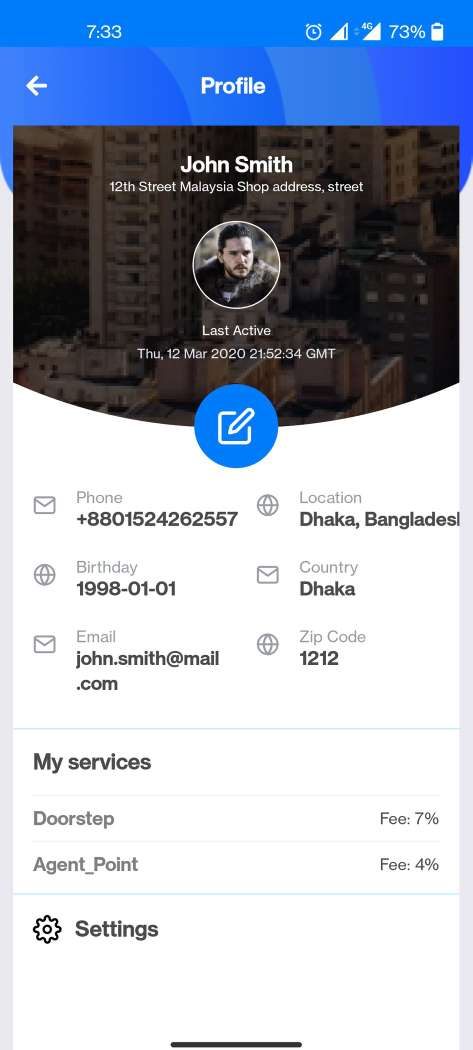 7:33
4G
73%
Profile
John Smith
12th Street Malaysia Shop address, street
Last Active
Thu, 12 Mar 2020 21:52:34 GMT
Phone
Location
+8801524262557
Dhaka, Bangladesh
Birthday
Country
1998-01-01
Dhaka
Email
Zip Code
john.smith@mail
1212
.com
My services
Doorstep
Fee: 7%
Agent_Point
Fee: 4%
Settings